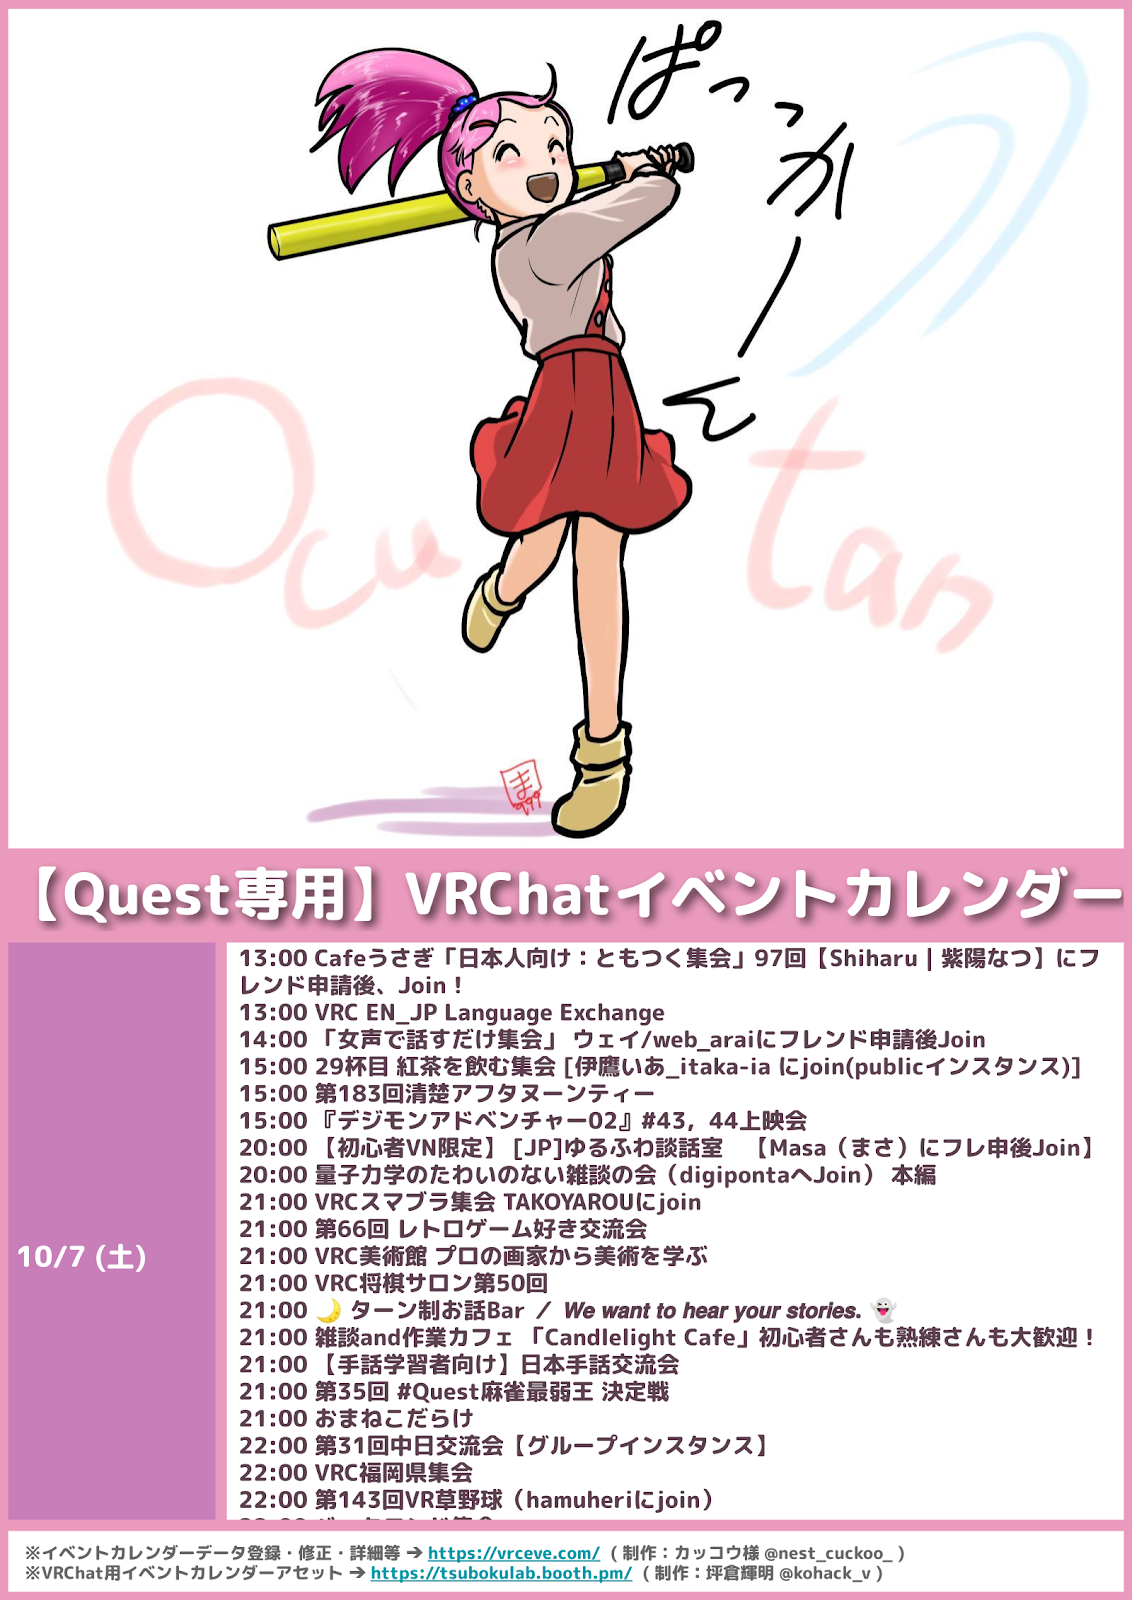 ぱっっかーん
Ocu tan
ま
999
【Quest専用】VRChatイベントカレンダー
10/7 (土)
13:00 Cafeうさぎ「日本人向け：ともつく集会」97回【Shiharu | 紫陽なつ】にフ
レンド申請後、Join！
13:00 VRC EN_JP Language Exchange
14:00 「女声で話すだけ集会」 ウェイ/web_araiにフレンド申請後Join
15:00 29杯目 紅茶を飲む集会 [伊鷹いあ_itaka-ia にjoin(publicインスタンス)]
15:00 第183回清楚アフタヌーンティー
15:00 『デジモンアドベンチャー02』#43，44上映会
20:00 【初心者VN限定】 [JP]ゆるふわ談話室　【Masa（まさ）にフレ申後Join】
20:00 量子力学のたわいのない雑談の会（digipontaへJoin） 本編
21:00 VRCスマブラ集会 TAKOYAROUにjoin
21:00 第66回 レトロゲーム好き交流会
21:00 VRC美術館 プロの画家から美術を学ぶ
21:00 VRC将棋サロン第50回
21:00 🌛 ターン制お話Bar ／ We want to hear your stories. 👻
21:00 雑談and作業カフェ 「Candlelight Cafe」初心者さんも熟練さんも大歓迎！
21:00 【手話学習者向け】日本手話交流会
21:00 第35回 #Quest麻雀最弱王 決定戦
21:00 おまねこだらけ
22:00 第31回中日交流会【グループインスタンス】
22:00 VRC福岡県集会
22:00 第143回VR草野球（hamuheriにjoin）
※イベントカレンダーデータ登録・修正・詳細等 ➔ https://vrceve.com/ （ 制作：カッコウ様 @nest_cuckoo_ ）
※VRChat用イベントカレンダーアセット ➔ https://tsubokulab.booth.pm/ （ 制作：坪倉輝明 @kohack_v ）